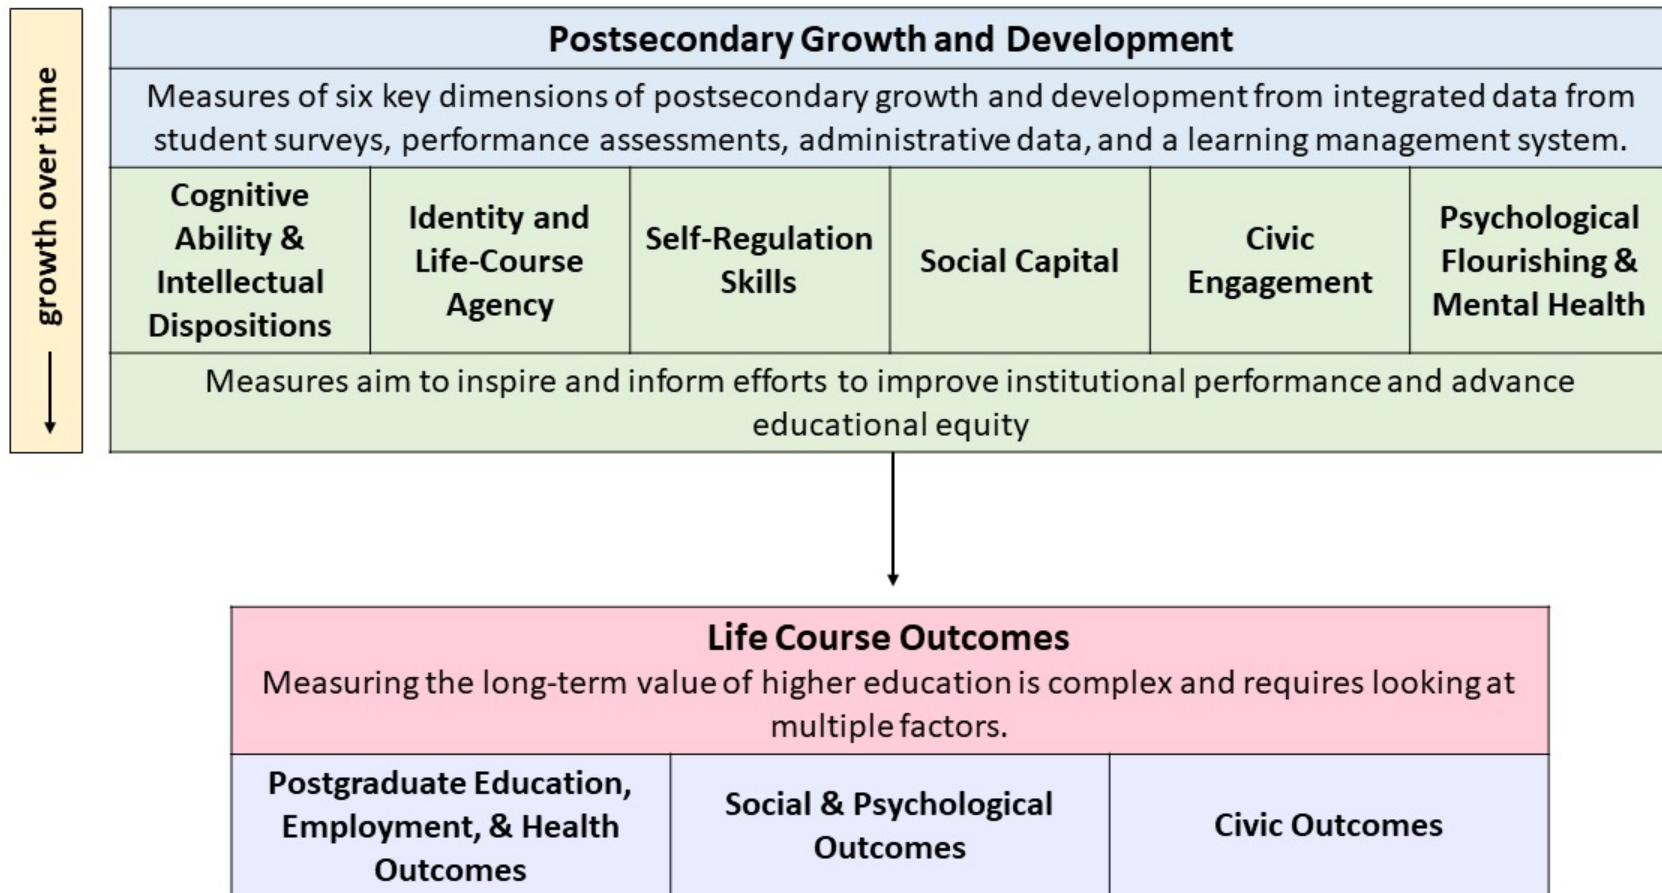 growth over time
Postsecondary Growth and Development
Measures of six key dimensions of postsecondary growth and development from integrated data from
student surveys, performance assessments, administrative data, and a learning management system.
Cognitive
Ability &
Intellectual
Dispositions
Identity and
Life-Course
Agency
Self-Regulation
Skills
Social Capital
Civic
Engagement
Psychological
Flourishing &
Mental Health
Measures aim to inspire and inform efforts to improve institutional performance and advance
educational equity
Life Course Outcomes
Measuring the long-term value of higher education is complex and requires looking at
multiple factors.
Postgraduate Education,
Employment, & Health
Outcomes
Social & Psychological
Outcomes
Civic Outcomes